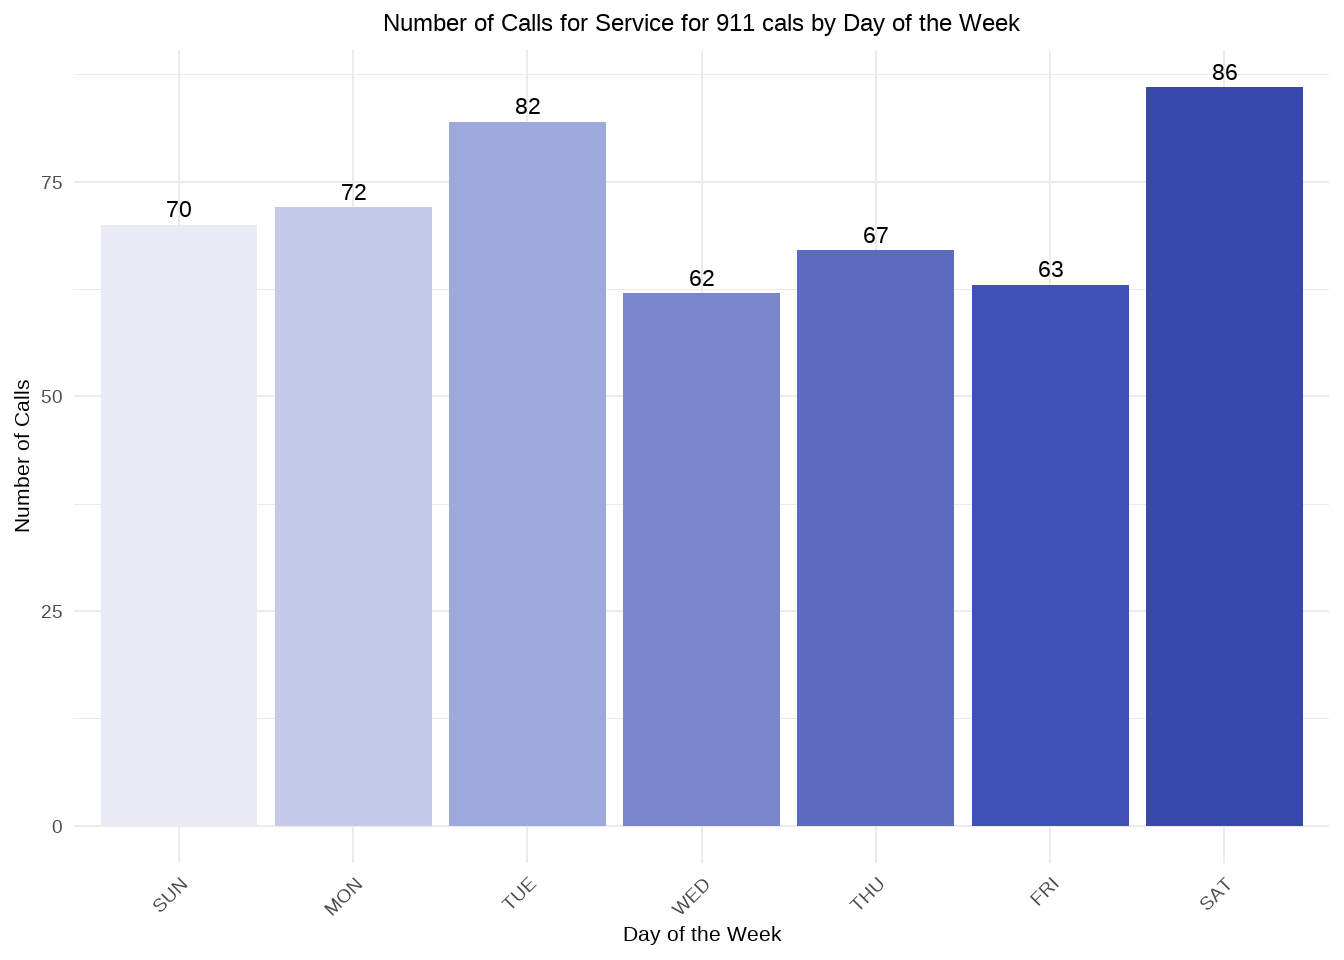 Number of Calls for Service for 911 cals by Day of the Week
86
82
75
72
70
67
63
62
50
25
0
Number of Calls
SUN
MON
TUE
WED
THU
FRI
SAT
Day of the Week